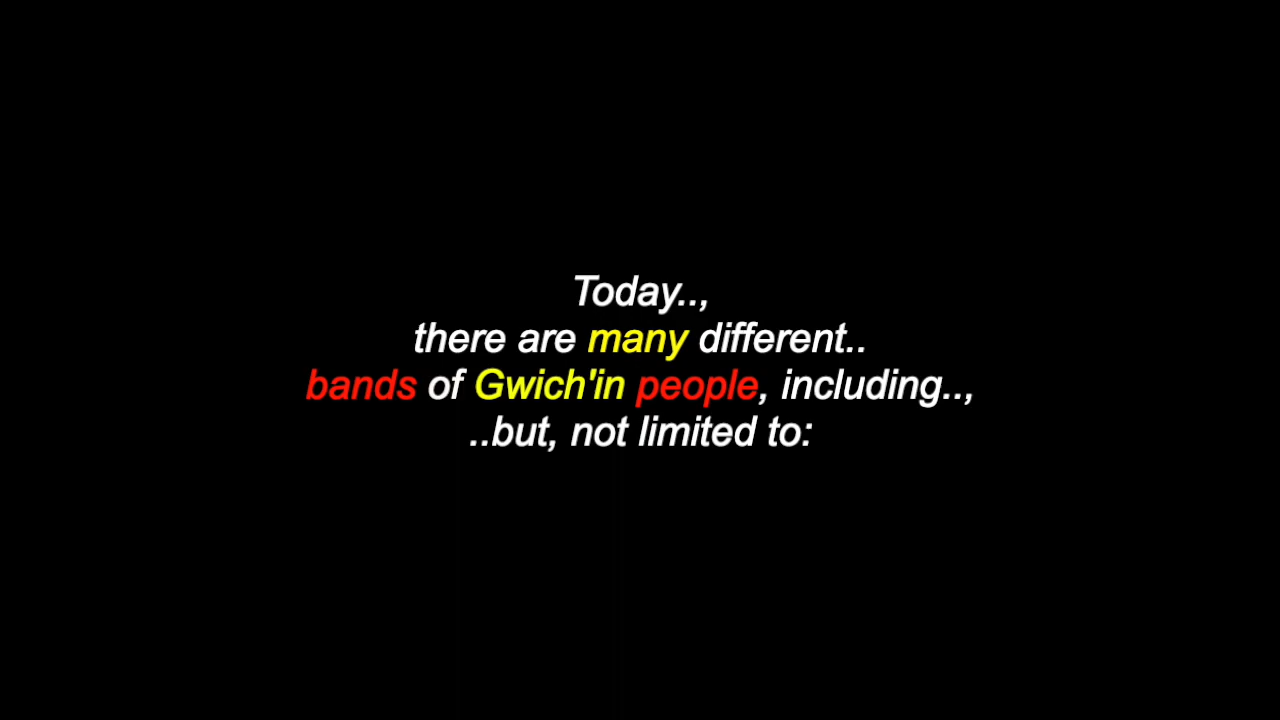 Today..,
there are many different..
bands of Gwich'in people, including..,
..but, not limited to: